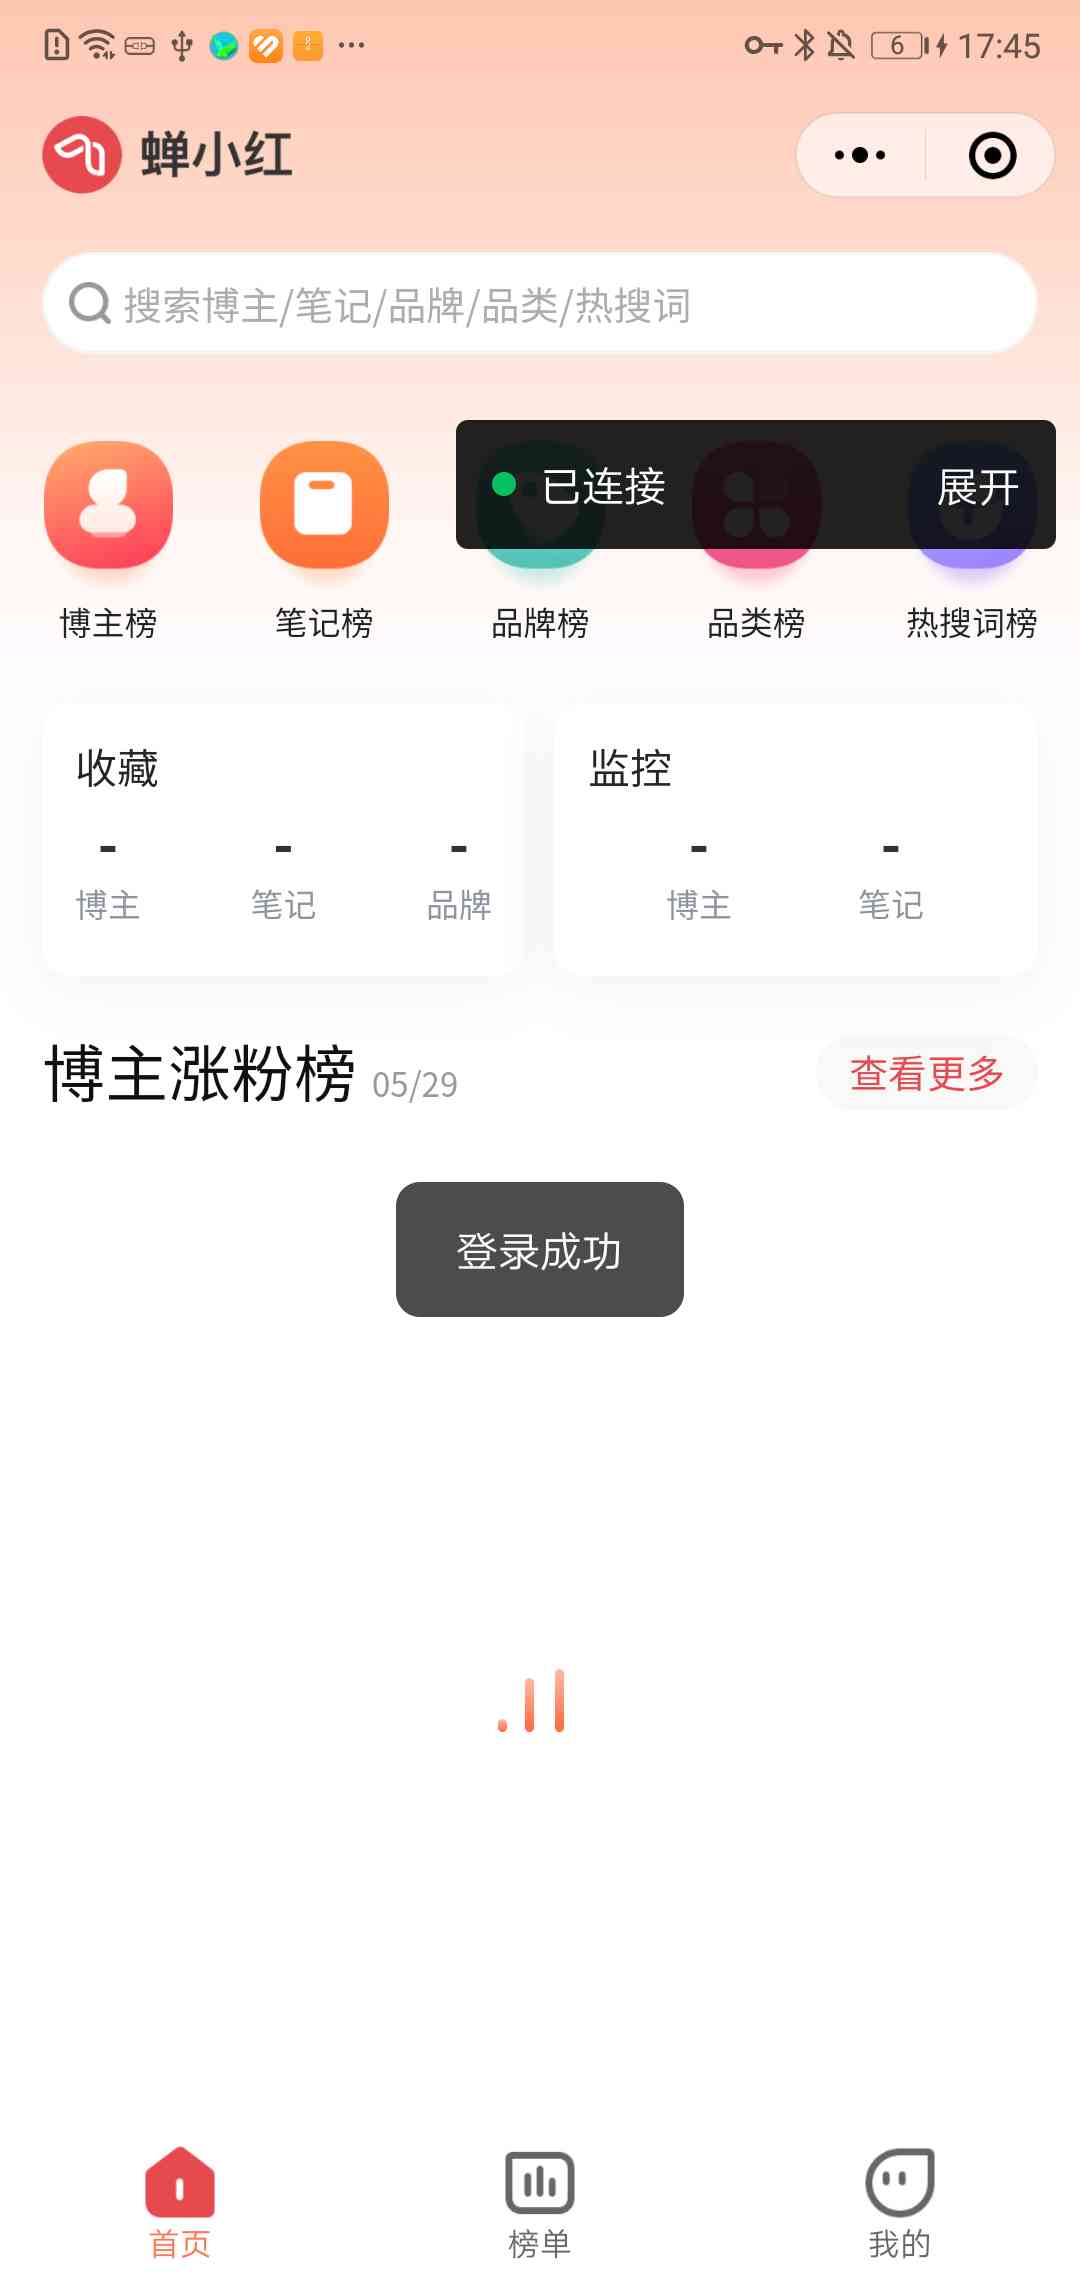 6 17:45
蝉小红
搜索博主/笔记/品牌/品类/热搜词
已连接 展开
博主榜 笔记榜 品牌榜 品类榜 热搜词榜
收藏 监控
- - - - -
博主 笔记 品牌 博主 笔记
博主涨粉榜 05/29 查看更多
登录成功
首页 榜单 我的